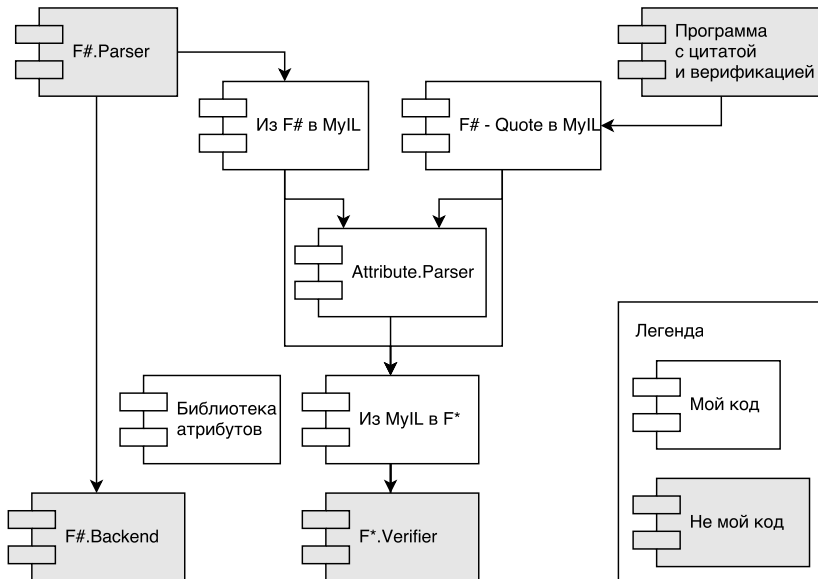 F#.Parser
Программа
с цитатой
и верификацией
Из F# в MyIL
F# - Quote в MyIL
Attribute.Parser
Легенда
Мой код
Библиотека
атрибутов
Из MyIL в F*
Не мой код
F#.Backend
F*.Verifier